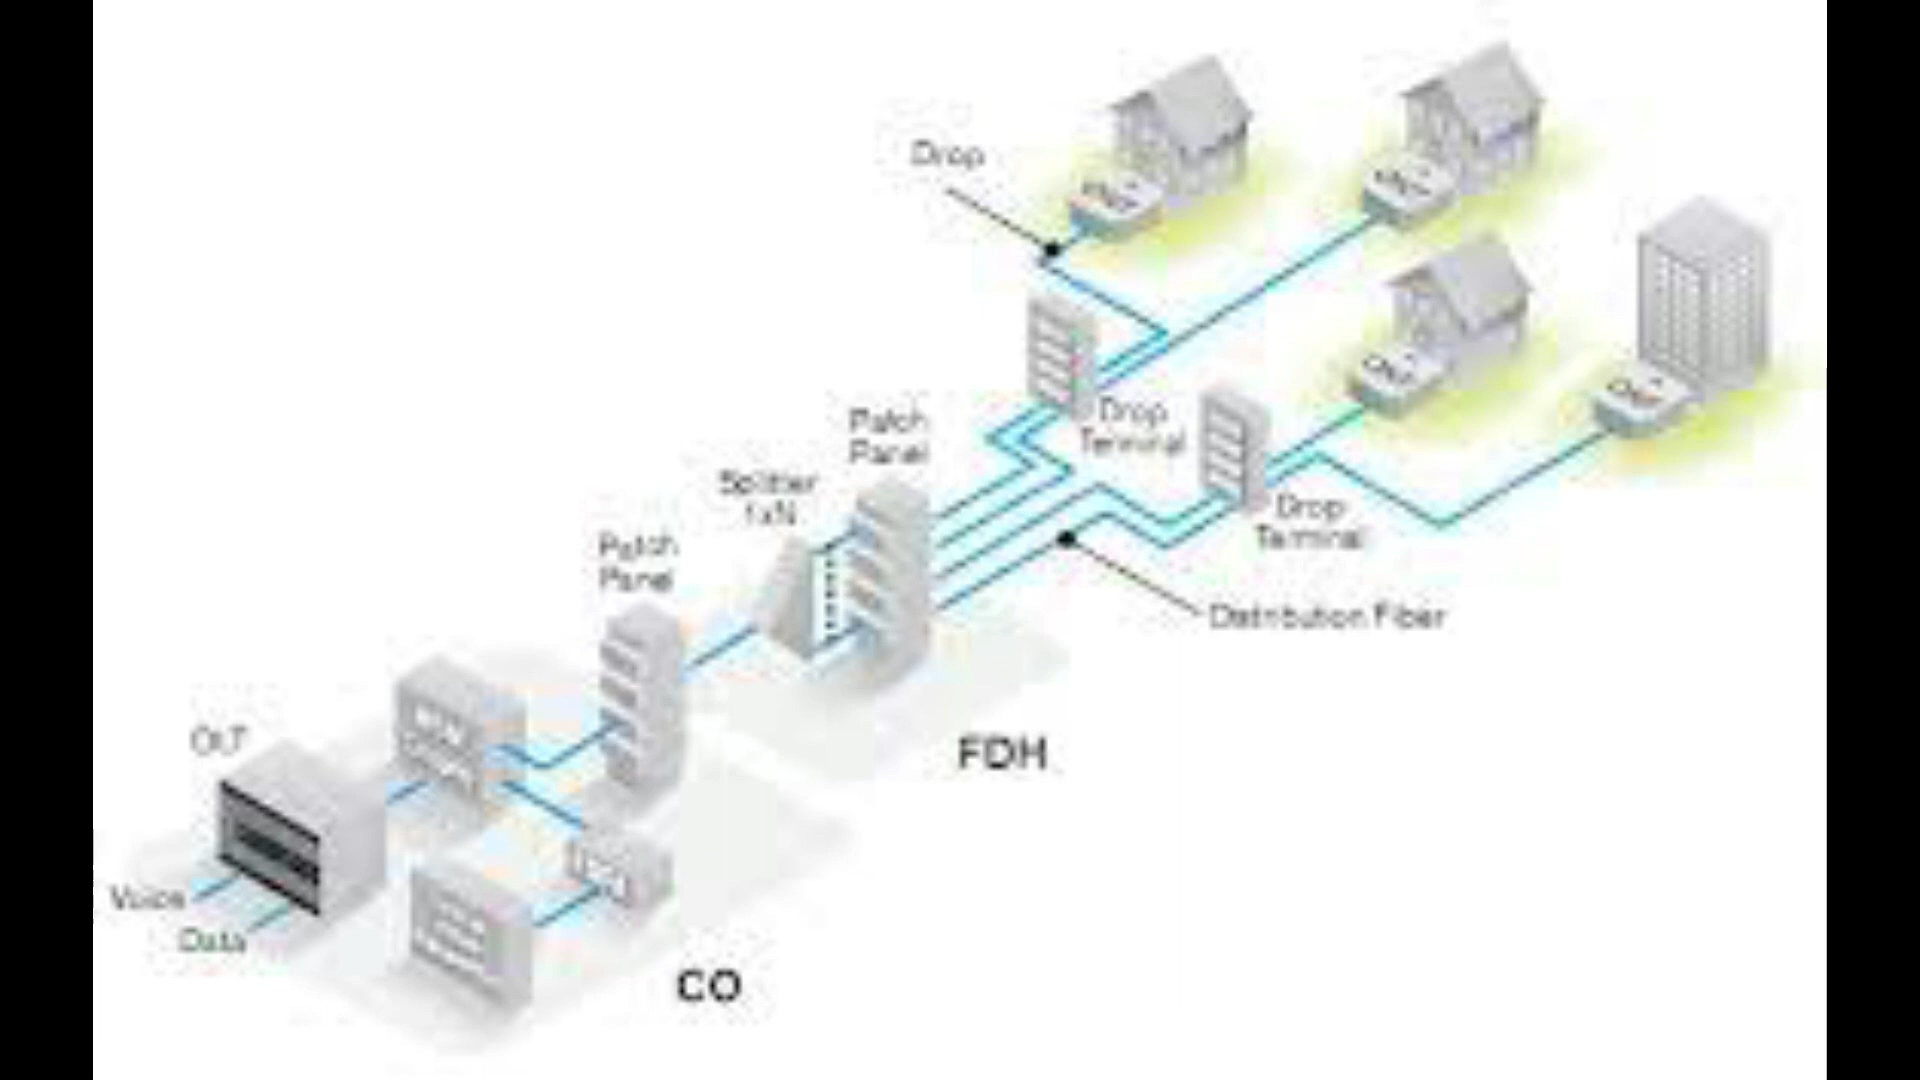 Drop
Patch
Panel
Drop
Terminal
Splitter
1xN
Drop
Terminal
Patch
Panel
Distribution Fiber
OLT
FDH
Voice
Data
CO